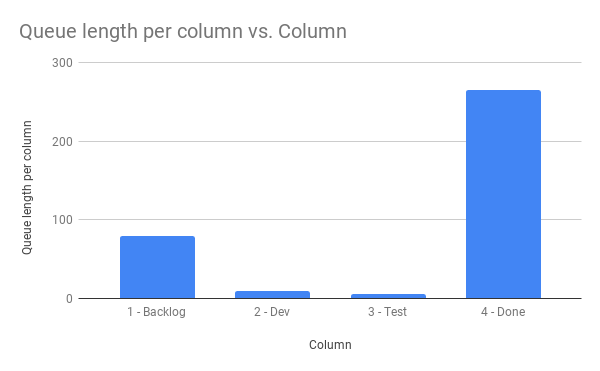 Queue length per column vs. Column
Queue length per column
300
200
100
0
1 - Backlog
2 - Dev
3 - Test
4 - Done
Column